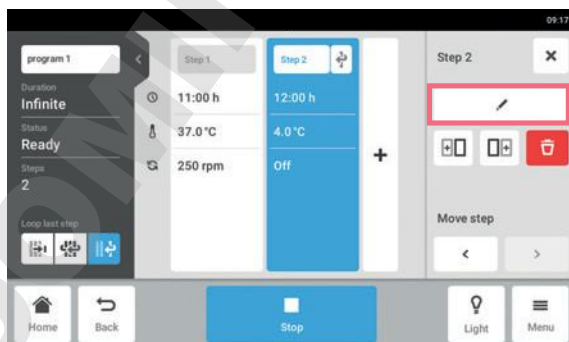 09:17
program 1
Duration
Infinite
Status
Ready
Steps
2
Loop last step
Step 1
11:00 h
37.0°C
250 rpm
Step 2
12:00 h
4.0°C
Off
+
Step 2
Move step
Home
Back
Stop
Light
Menu